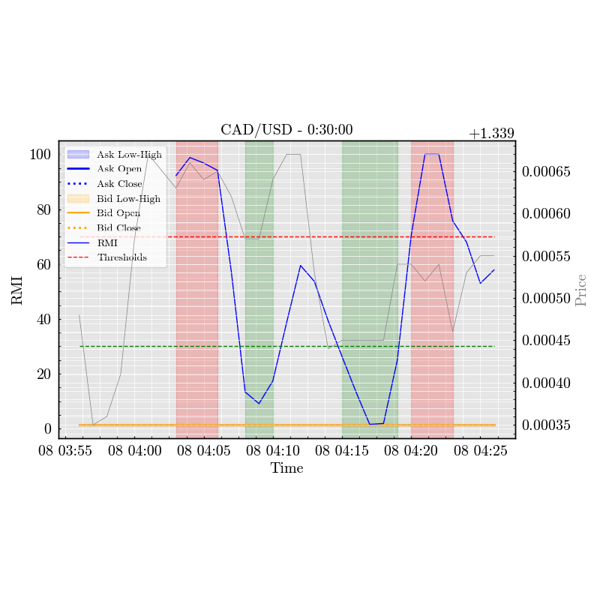 CAD/USD - 0:30:00
+1.339
Ask Low-High
Ask Open
Ask Close
Bid Low-High
Bid Open
Bid Close
RMI
Thresholds
100
80
60
40
20
0
RMI
0.00065
0.00060
0.00055
0.00050
0.00045
0.00040
0.00035
Price
08 03:55
08 04:00
08 04:05
08 04:10
08 04:15
08 04:20
08 04:25
Time